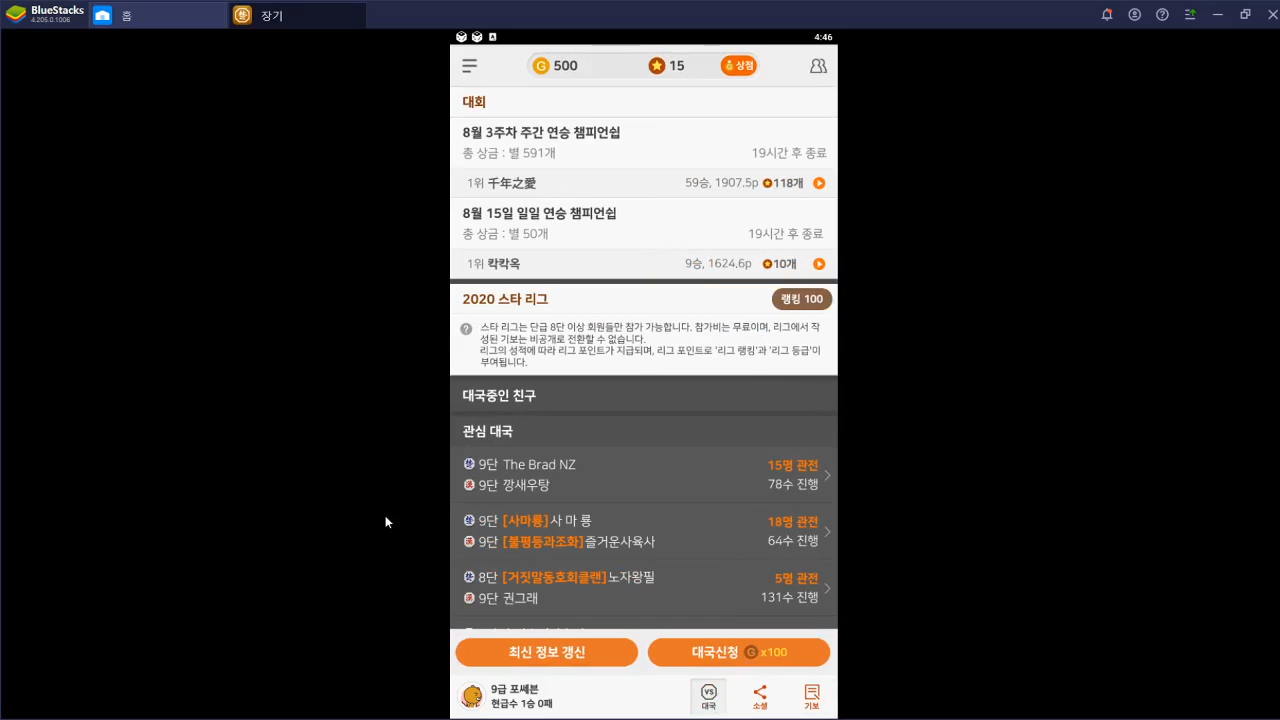 BlueStacks
4.205.0.1006
홈
장기
4:46
500
15
상점
대회
8월 3주차 주간 연승 챔피언쉽
총 상금 : 별 591개
19시간 후 종료
1위 千年之愛
59승, 1907.5p 118개
8월 15일 일일 연승 챔피언쉽
총 상금 : 별 50개
19시간 후 종료
1위 칵칵옥
9승, 1624.6p 10개
2020 스타 리그
랭킹 100
스타 리그는 단급 8단 이상 회원들만 참가 가능합니다. 참가비는 무료이며, 리그에서 작
성된 기보는 비공개로 전환할 수 없습니다.
리그의 성적에 따라 리그 포인트가 지급되며, 리그 포인트로 '리그 랭킹'과 '리그 등급'이
부여됩니다.
대국중인 친구
관심 대국
9단 The Brad NZ
15명 관전
漢 9단 깡새우탕
78수 진행
9단 [사마룡]사 마 룡
18명 관전
漢 9단 [불평등과조화]즐거운사육사
64수 진행
8단 [거짓말동호회클랜]노자왕필
5명 관전
漢 9단 권그래
131수 진행
최신 정보 갱신
대국신청 G x100
9급 포쎄븐
현급수 1승 0패
VS
대국
소셜
기보